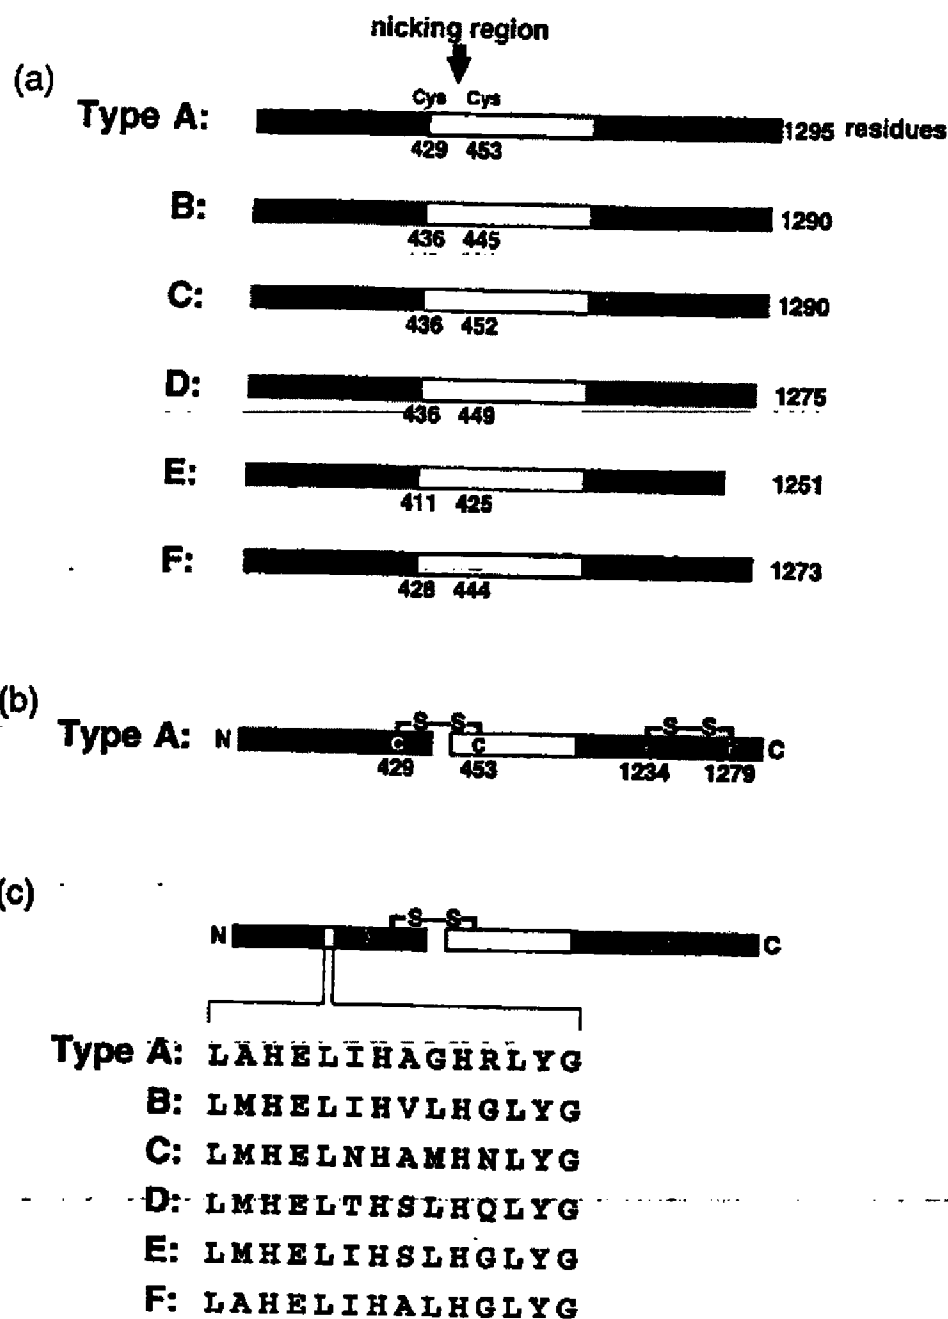 nicking region
(a)
Cys Cys
Type A: 1295 residues
429 453
B: 1290
436 445
C: 1290
436 452
D: 1275
436 449
E: 1251
411 425
F: 1273
428 444
(b)
S S S S
Type A: N C C C
429 453 1234 1279
(c)
S S
N C
Type A: LAHELIHAGHRLYG
B: LMHELIHVLHGLYG
C: LMHELNHAMHNLYG
D: LMHELTHSLHQLYG
E: LMHELIHSLHGLYG
F: LAHELIHALHGLYG